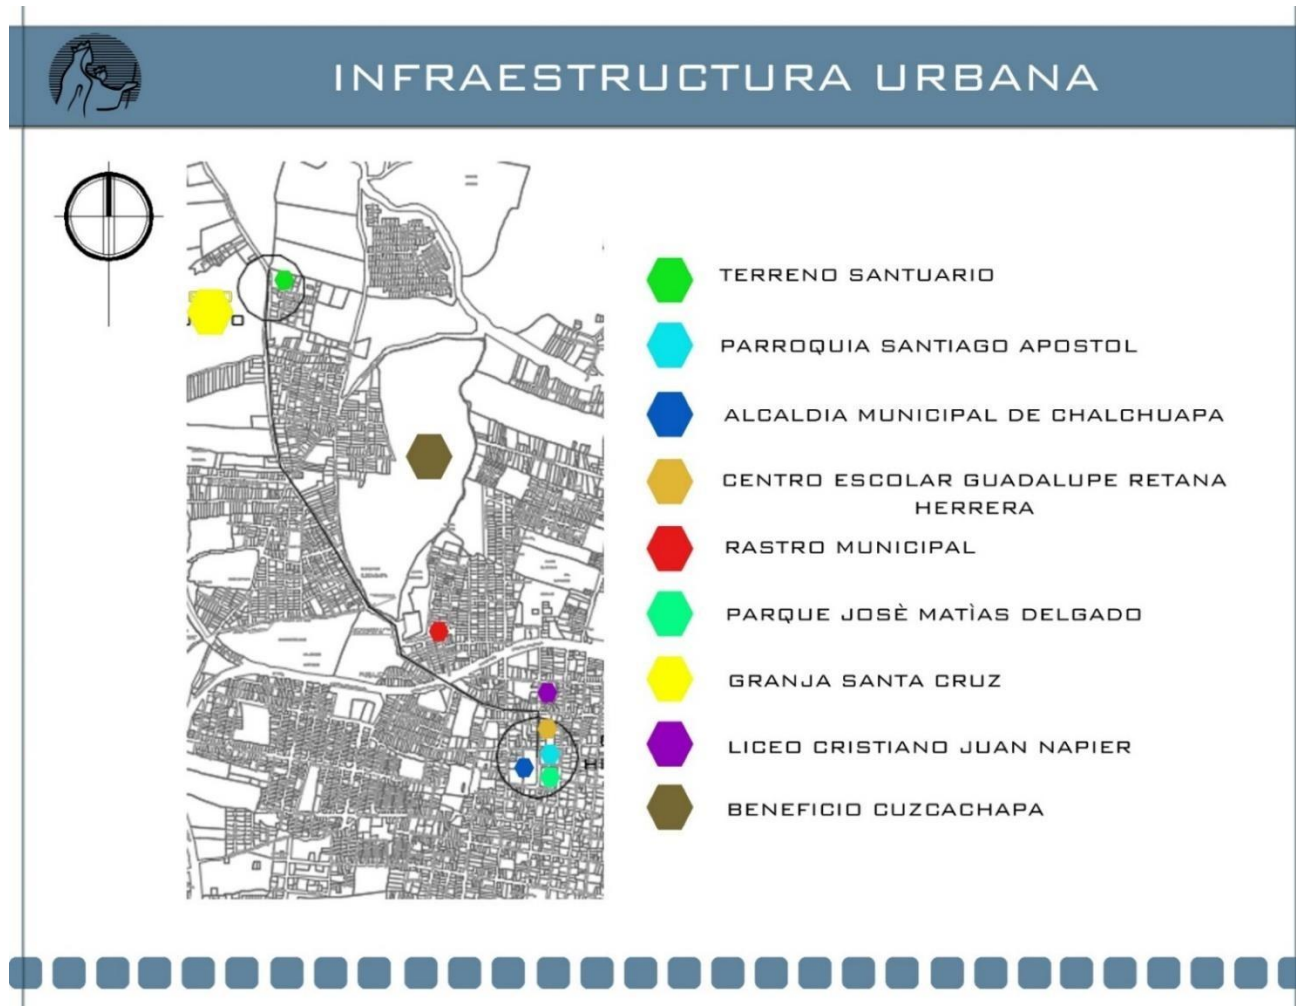 INFRAESTRUCTURA URBANA
TERRENO SANTUARIO
PARROQUIA SANTIAGO APOSTOL
ALCALDIA MUNICIPAL DE CHALCHUAPA
CENTRO ESCOLAR GUADALUPE RETANA
HERRERA
RASTRO MUNICIPAL
PARQUE JOSÈ MATÌAS DELGADO
GRANJA SANTA CRUZ
LICEO CRISTIANO JUAN NAPIER
BENEFICIO CUZCACHAPA